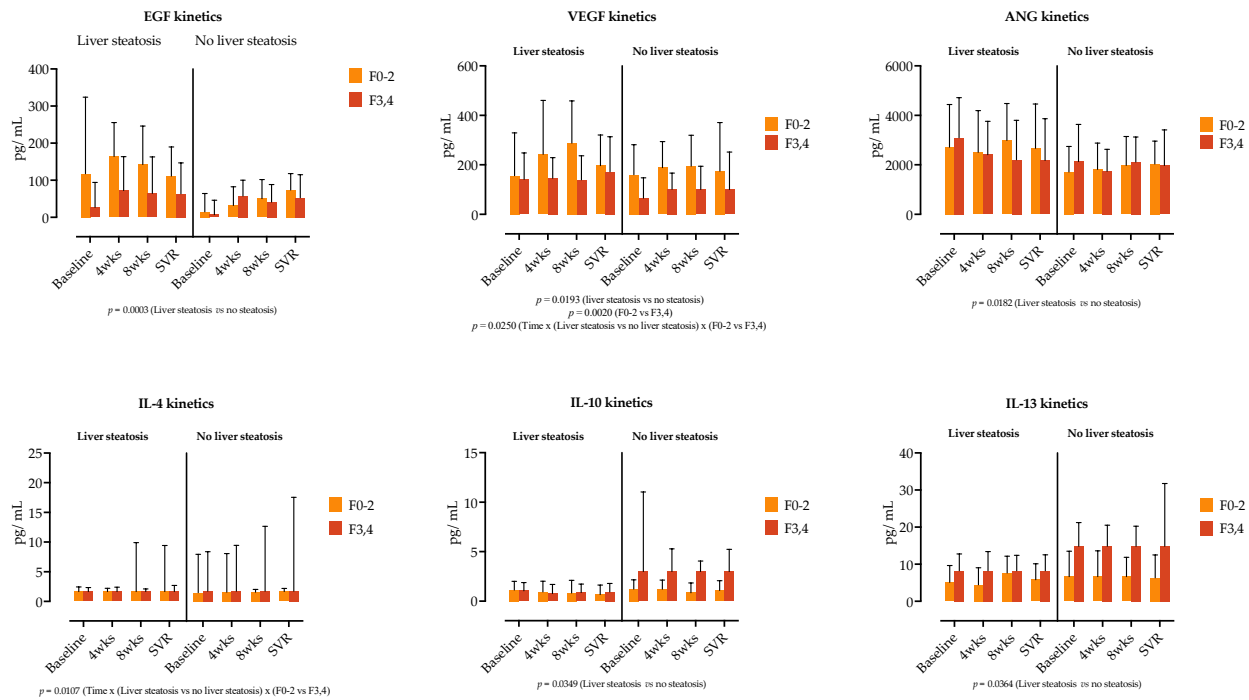 EGF kinetics
Liver steatosis No liver steatosis
400
300
200
100
0
pg/ mL
F0-2
F3,4
Baseline 4wks 8wks SVR Baseline 4wks 8wks SVR
p = 0.0003 (Liver steatosis vs no steatosis)
VEGF kinetics
Liver steatosis No liver steatosis
600
400
200
0
pg/ mL
F0-2
F3,4
Baseline 4wks 8wks SVR Baseline 4wks 8wks SVR
p = 0.0193 (liver steatosis vs no steatosis)
p = 0.0020 (F0-2 vs F3,4)
p = 0.0250 (Time x (Liver steatosis vs no liver steatosis) x (F0-2 vs F3,4)
ANG kinetics
Liver steatosis No liver steatosis
6000
4000
2000
0
pg/ mL
F0-2
F3,4
Baseline 4wks 8wks SVR Baseline 4wks 8wks SVR
p = 0.0182 (Liver steatosis vs no steatosis)
IL-4 kinetics
Liver steatosis No liver steatosis
25
20
15
10
5
0
pg/ mL
F0-2
F3,4
Baseline 4wks 8wks SVR Baseline 4wks 8wks SVR
p = 0.0107 (Time x (Liver steatosis vs no liver steatosis) x (F0-2 vs F3,4)
IL-10 kinetics
Liver steatosis No liver steatosis
15
10
5
0
pg/ mL
F0-2
F3,4
Baseline 4wks 8wks SVR Baseline 4wks 8wks SVR
p = 0.0349 (Liver steatosis vs no steatosis)
IL-13 kinetics
Liver steatosis No liver steatosis
40
30
20
10
0
pg/ mL
F0-2
F3,4
Baseline 4wks 8wks SVR Baseline 4wks 8wks SVR
p = 0.0364 (Liver steatosis vs no steatosis)